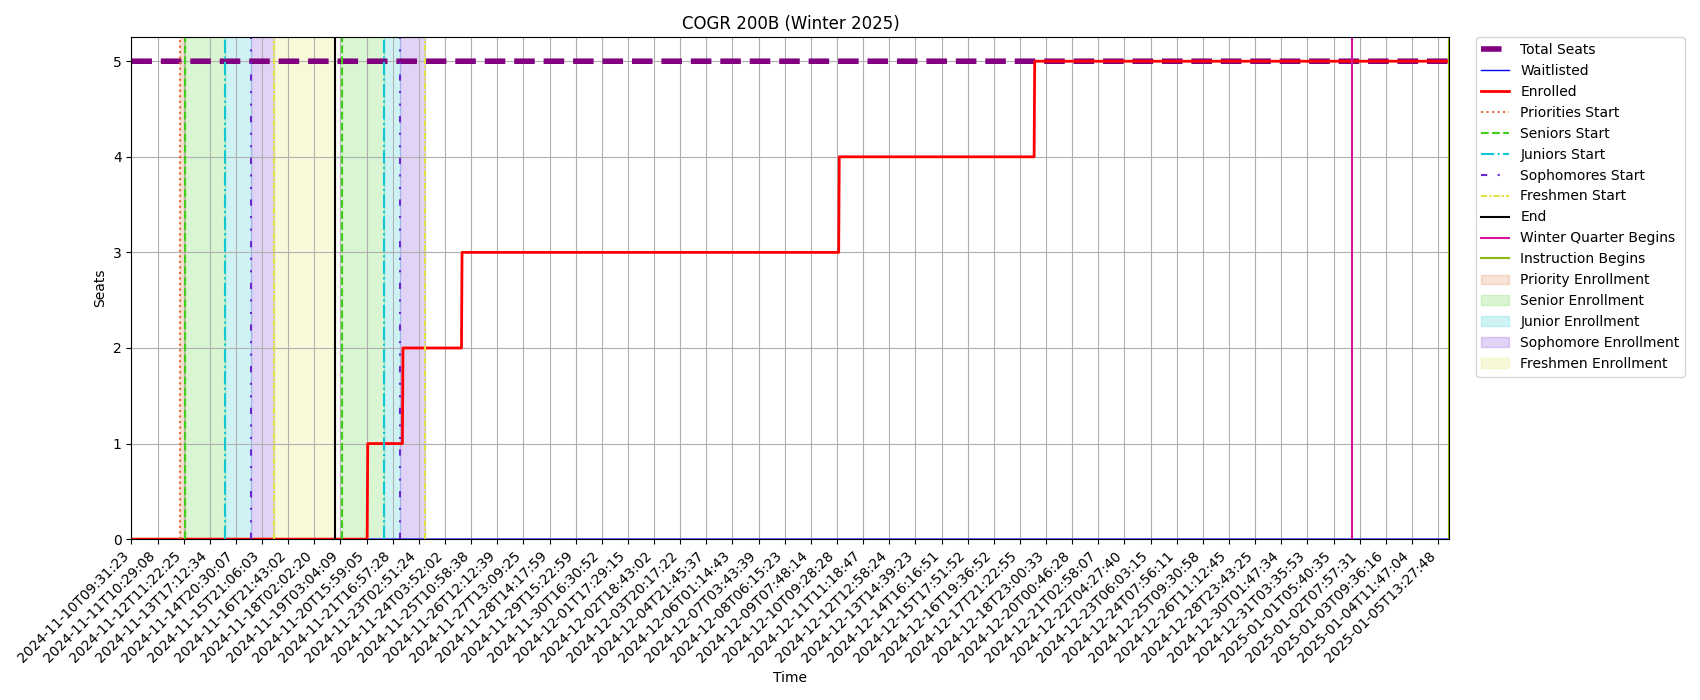 COGR 200B (Winter 2025)
Seats
5
4
3
2
1
0
2024-11-10T09:31:23
2024-11-11T10:29:08
2024-11-12T11:22:25
2024-11-13T17:12:34
2024-11-14T20:30:07
2024-11-15T21:06:03
2024-11-16T21:43:02
2024-11-18T02:02:20
2024-11-19T03:04:09
2024-11-20T15:59:05
2024-11-21T16:57:28
2024-11-23T02:51:24
2024-11-25T03:52:02
2024-11-25T10:58:38
2024-11-26T12:12:39
2024-11-27T13:09:25
2024-11-28T14:17:59
2024-11-29T15:22:59
2024-11-30T16:30:52
2024-12-01T17:29:15
2024-12-02T18:43:02
2024-12-03T20:17:22
2024-12-04T21:45:37
2024-12-06T01:14:43
2024-12-07T03:43:39
2024-12-08T06:15:23
2024-12-09T07:48:14
2024-12-10T09:28:28
2024-12-11T11:18:47
2024-12-12T12:58:24
2024-12-13T14:39:23
2024-12-14T16:16:51
2024-12-15T17:51:52
2024-12-16T19:36:52
2024-12-17T21:22:55
2024-12-18T23:00:33
2024-12-20T00:46:28
2024-12-21T02:58:07
2024-12-22T04:27:40
2024-12-23T06:03:15
2024-12-24T07:56:11
2024-12-25T09:30:58
2024-12-26T11:12:45
2024-12-28T23:43:25
2024-12-30T01:47:34
2024-12-31T03:35:53
2025-01-01T05:40:35
2025-01-02T07:57:31
2025-01-03T09:36:16
2025-01-04T11:47:04
2025-01-05T13:27:48
Time
Total Seats
Waitlisted
Enrolled
Priorities Start
Seniors Start
Juniors Start
Sophomores Start
Freshmen Start
End
Winter Quarter Begins
Instruction Begins
Priority Enrollment
Senior Enrollment
Junior Enrollment
Sophomore Enrollment
Freshmen Enrollment